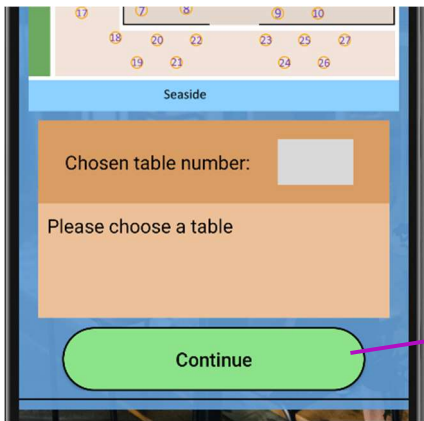 7 8 9 10
17
18 20 22 23 25 27
19 21 24 26
Seaside
Chosen table number:
Please choose a table
Continue